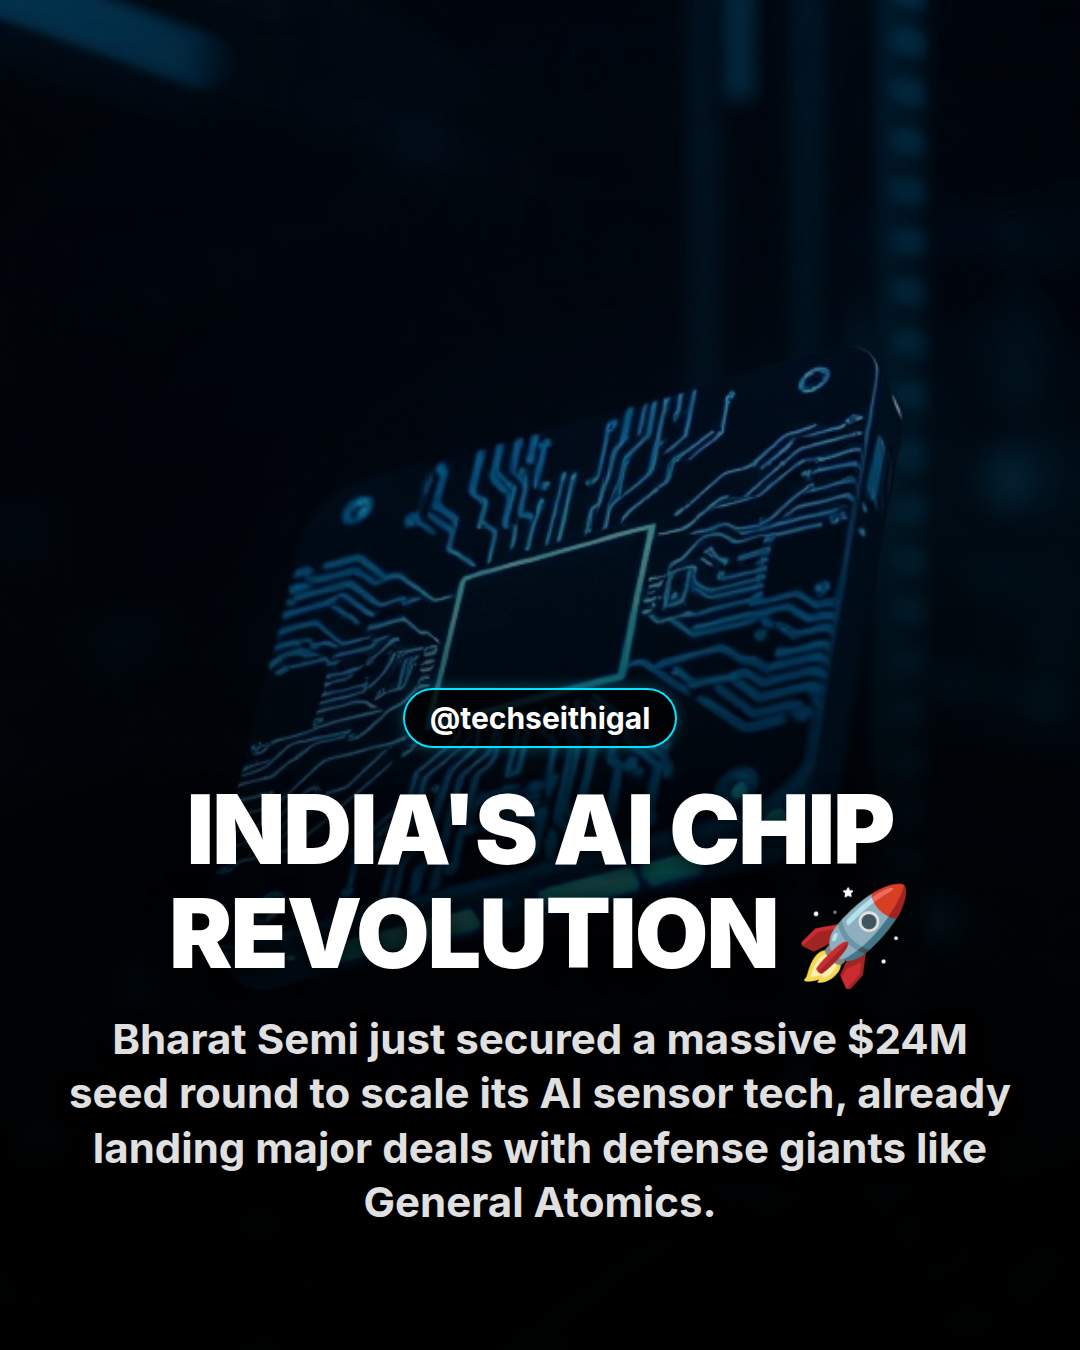 @techseithigal
INDIA'S AI CHIP
REVOLUTION 🚀
Bharat Semi just secured a massive $24M
seed round to scale its AI sensor tech, already
landing major deals with defense giants like
General Atomics.